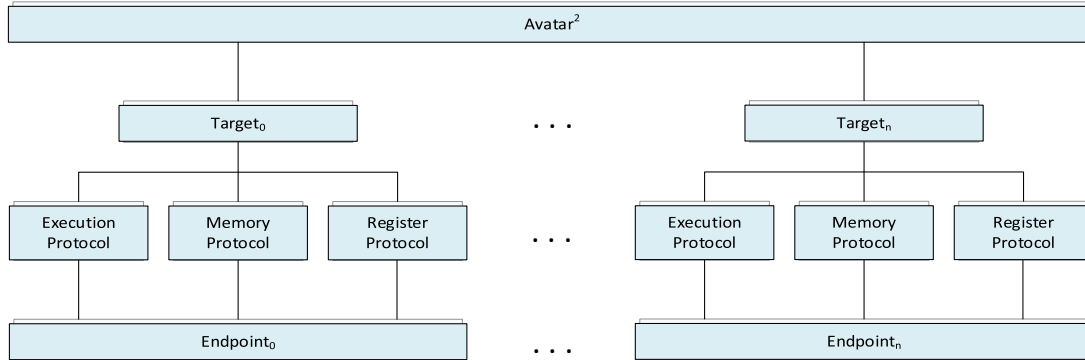 Avatar²
Target₀
. . .
Targetₙ
Execution
Protocol
Memory
Protocol
Register
Protocol
. . .
Execution
Protocol
Memory
Protocol
Register
Protocol
Endpoint₀
. . .
Endpointₙ